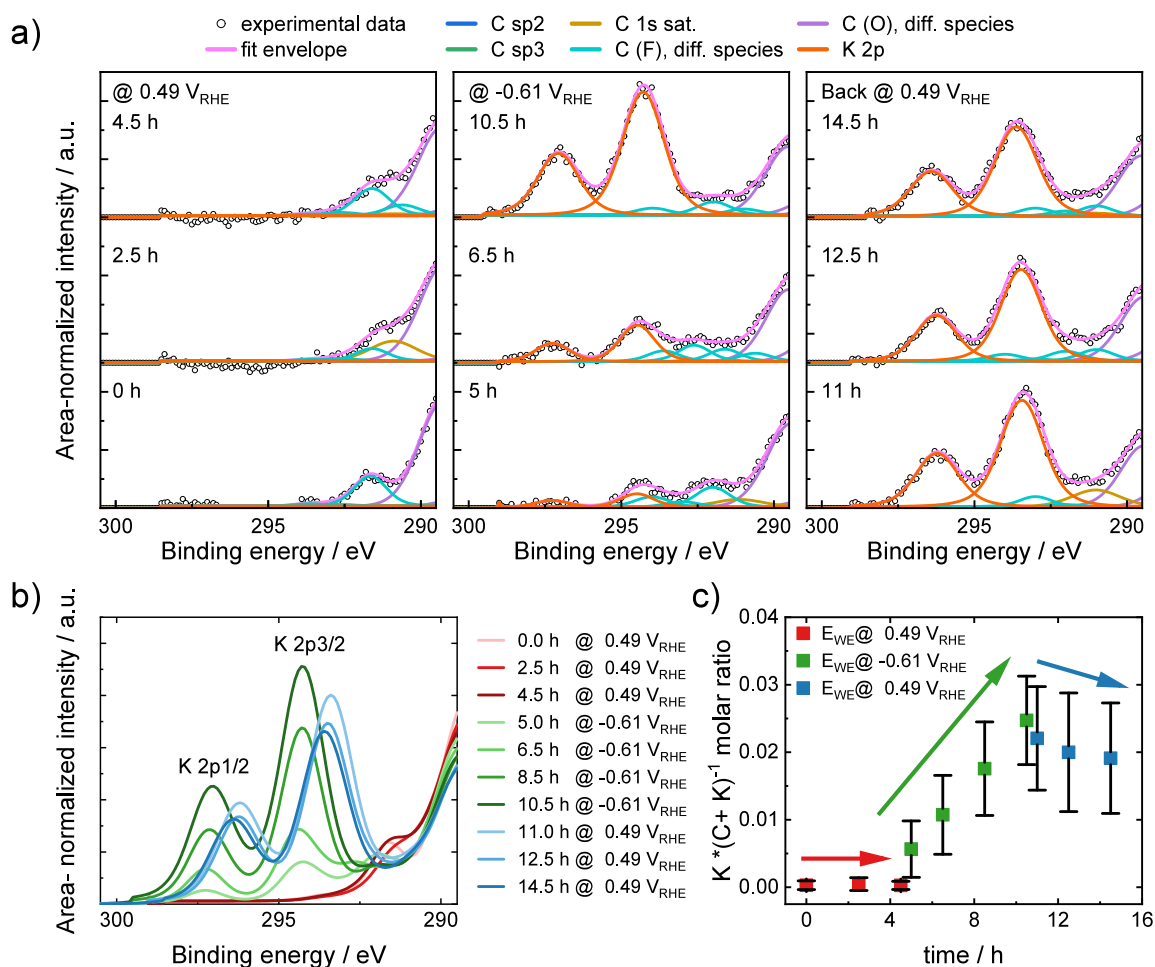 a)
experimental data
fit envelope
C sp2
C sp3
C 1s sat.
C (F), diff. species
C (O), diff. species
K 2p
Area-normalized intensity / a.u.
@ 0.49 VRHE
4.5 h
2.5 h
0 h
300 295 290
Binding energy / eV
@ -0.61 VRHE
10.5 h
6.5 h
5 h
300 295 290
Binding energy / eV
Back @ 0.49 VRHE
14.5 h
12.5 h
11 h
300 295 290
Binding energy / eV
b)
Area- normalized intensity / a.u.
K 2p1/2
K 2p3/2
300 295 290
Binding energy / eV
0.0 h @ 0.49 VRHE
2.5 h @ 0.49 VRHE
4.5 h @ 0.49 VRHE
5.0 h @ -0.61 VRHE
6.5 h @ -0.61 VRHE
8.5 h @ -0.61 VRHE
10.5 h @ -0.61 VRHE
11.0 h @ 0.49 VRHE
12.5 h @ 0.49 VRHE
14.5 h @ 0.49 VRHE
c)
K *(C+ K)-1 molar ratio
0.04
0.03
0.02
0.01
0.00
EWE@ 0.49 VRHE
EWE@ -0.61 VRHE
EWE@ 0.49 VRHE
0 4 8 12 16
time / h